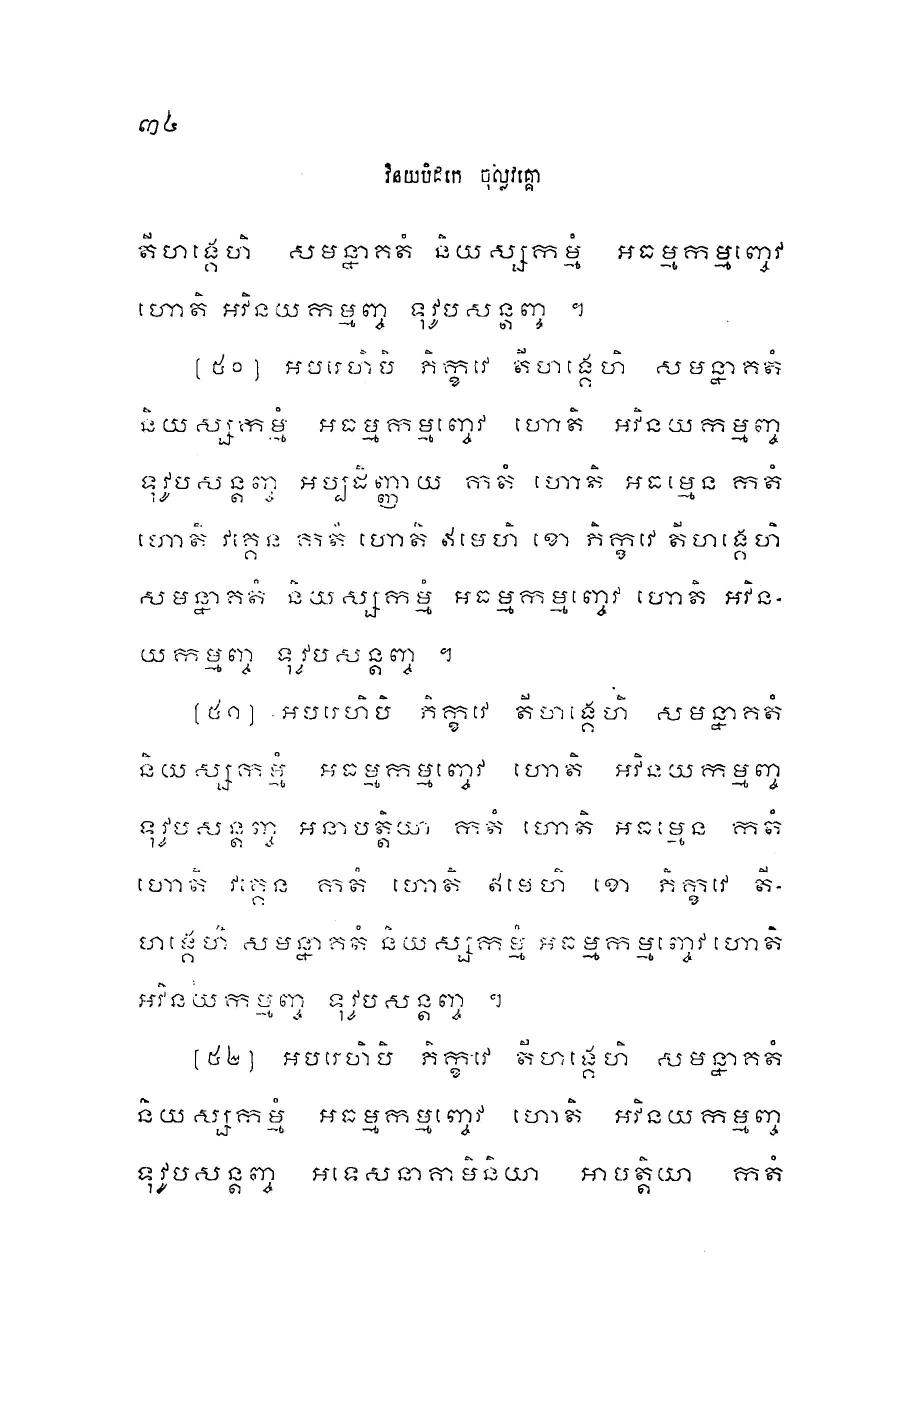 ៣៤
វិនយបិដកេ ចុល្លវគ្គោ
តីហង្គេហិ សមន្នាគតំ និយស្សកម្មំ អធម្មកម្មញ្ចេវ
ហោតិ អវិនយកម្មញ្ច ទុវូបសន្តញ្ច ។
[៥០] អបរេហិបិ ភិក្ខវេ តីហង្គេហិ សមន្នាគតំ
និយស្សកម្មំ អធម្មកម្មញ្ចេវ ហោតិ អវិនយកម្មញ្ច
ទុវូបសន្តញ្ច អប្បដិញ្ញាយ កតំ ហោតិ អធម្មេន កតំ
ហោតិ វគ្គេន កតំ ហោតិ ឥមេហិ ខោ ភិក្ខវេ តីហង្គេហិ
សមន្នាគតំ និយស្សកម្មំ អធម្មកម្មញ្ចេវ ហោតិ អវិន-
យកម្មញ្ច ទុវូបសន្តញ្ច ។
[៥១] អបរេហិបិ ភិក្ខវេ តីហង្គេហិ សមន្នាគតំ
និយស្សកម្មំ អធម្មកម្មញ្ចេវ ហោតិ អវិនយកម្មញ្ច
ទុវូបសន្តញ្ច អនាបត្តិយា កតំ ហោតិ អធម្មេន កតំ
ហោតិ វគ្គេន កតំ ហោតិ ឥមេហិ ខោ ភិក្ខវេ តី-
ហង្គេហិ សមន្នាគតំ និយស្សកម្មំ អធម្មកម្មញ្ចេវ ហោតិ
អវិនយកម្មញ្ច ទុវូបសន្តញ្ច ។
[៥២] អបរេហិបិ ភិក្ខវេ តីហង្គេហិ សមន្នាគតំ
និយស្សកម្មំ អធម្មកម្មញ្ចេវ ហោតិ អវិនយកម្មញ្ច
ទុវូបសន្តញ្ច អទេសនាគាមិនិយា អាបត្តិយា កតំ